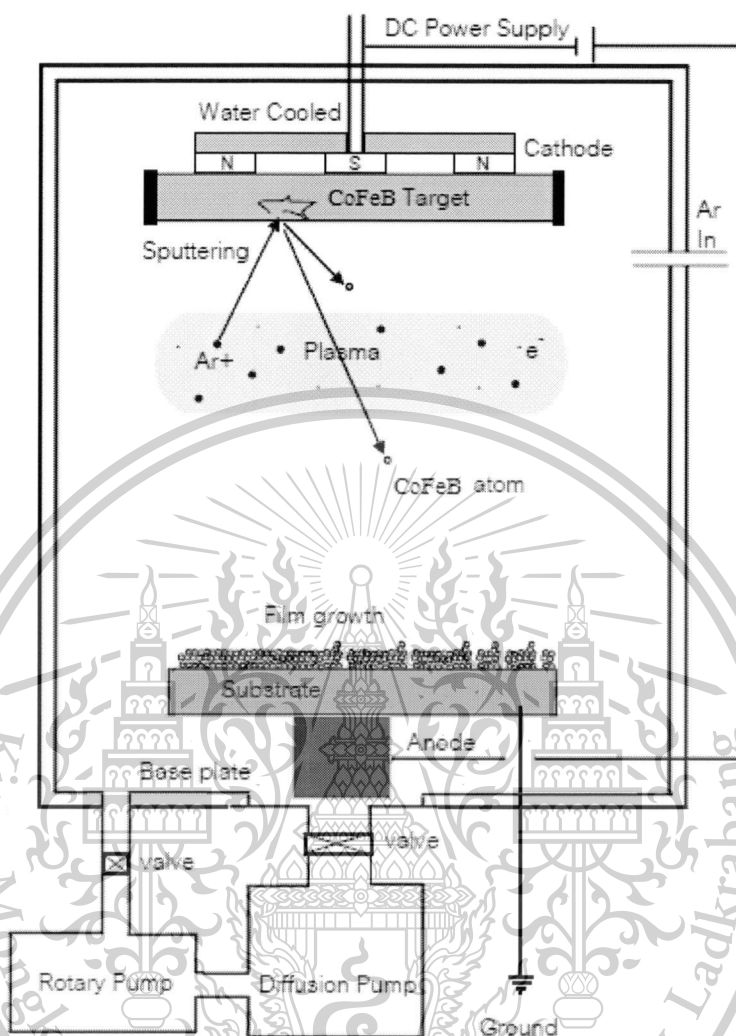 DC Power Supply
Water Cooled
Cathode
N
S
N
CoFeB Target
Ar
In
Sputtering
Ar+
Plasma
e-
CoFeB atom
Film growth
Substrate
Anode
Base plate
valve
valve
Rotary Pump
Diffusion Pump
Ground
Ladkrabang